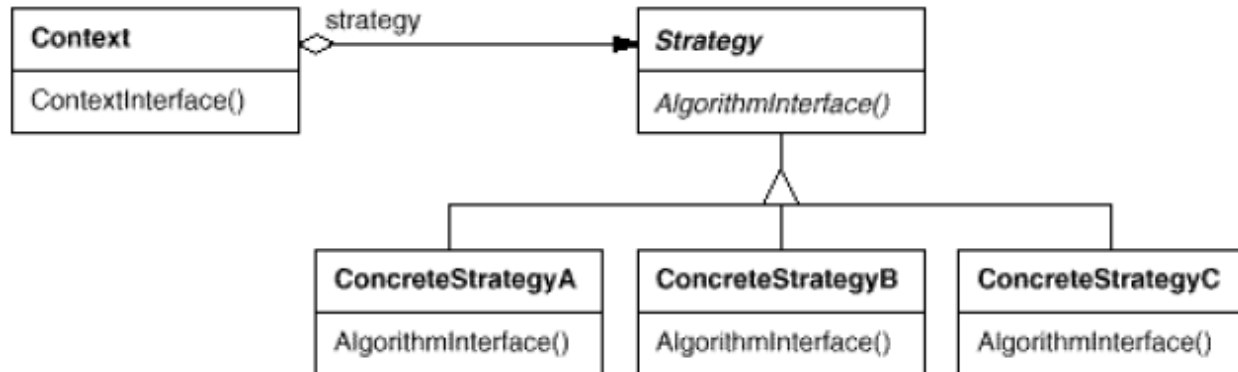 strategy
Context
Strategy
ContextInterface()
AlgorithmInterface()
ConcreteStrategyA
ConcreteStrategyB
ConcreteStrategyC
AlgorithmInterface()
AlgorithmInterface()
AlgorithmInterface()